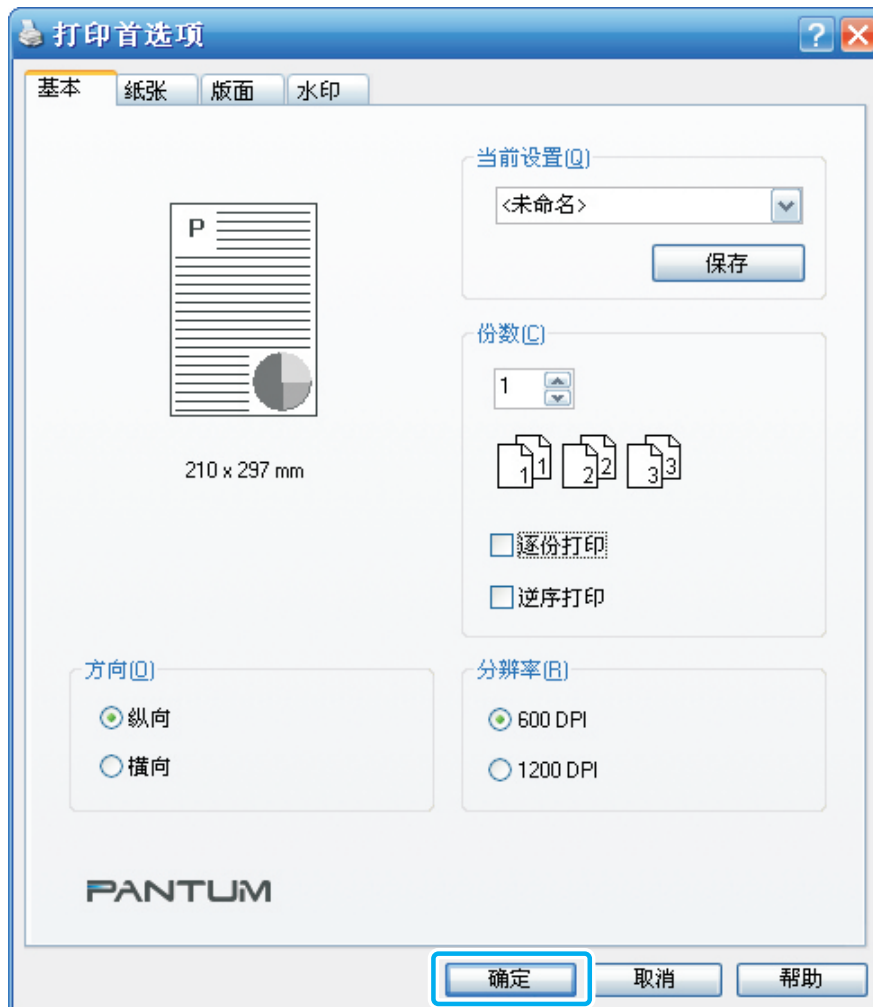 打印首选项
基本 纸张 版面 水印
当前设置(Q)
<未命名>
保存
P
210 x 297 mm
份数(C)
1
1 1 2 2 3 3
逐份打印
逆序打印
方向(O)
纵向
横向
分辨率(R)
600 DPI
1200 DPI
PANTUM
确定 取消 帮助